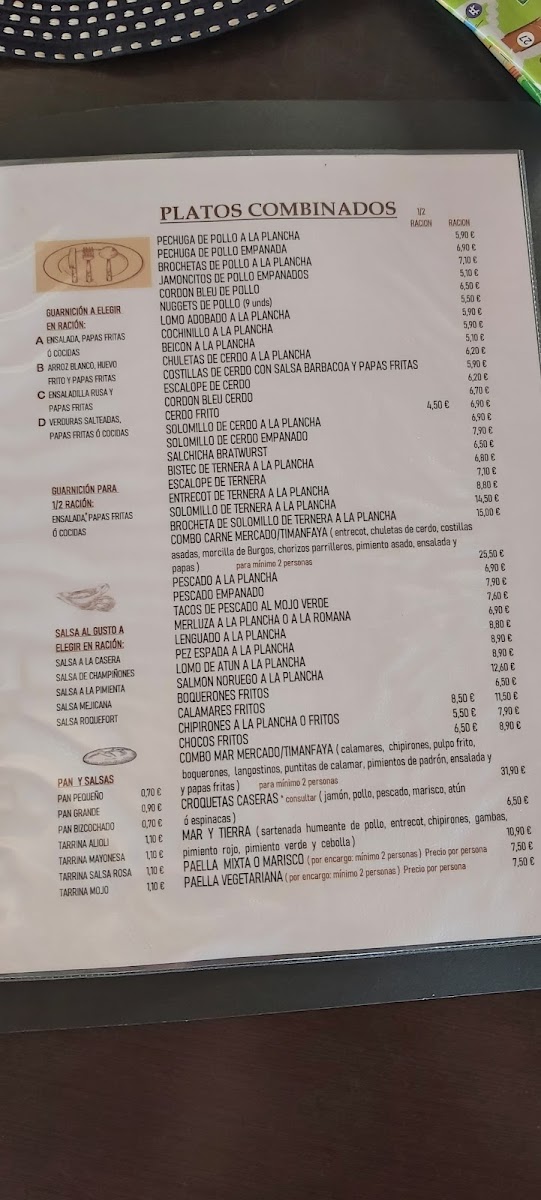 PLATOS COMBINADOS
1/2 RACION RACION
PECHUGA DE POLLO A LA PLANCHA 5,90 €
PECHUGA DE POLLO EMPANADA 6,90 €
BROCHETAS DE POLLO A LA PLANCHA 7,10 €
JAMONCITOS DE POLLO EMPANADOS 5,10 €
CORDON BLEU DE POLLO 6,50 €
NUGGETS DE POLLO (9 unds) 5,50 €
LOMO ADOBADO A LA PLANCHA 5,90 €
COCHINILLO A LA PLANCHA 5,90 €
BEICON A LA PLANCHA 5,10 €
CHULETAS DE CERDO A LA PLANCHA 6,20 €
COSTILLAS DE CERDO CON SALSA BARBACOA Y PAPAS FRITAS 5,90 €
ESCALOPE DE CERDO 6,20 €
CORDON BLEU CERDO 6,70 €
CERDO FRITO 4,50 € 6,90 €
SOLOMILLO DE CERDO A LA PLANCHA 6,90 €
SOLOMILLO DE CERDO EMPANADO 7,90 €
SALCHICHA BRATWURST 6,50 €
BISTEC DE TERNERA A LA PLANCHA 6,80 €
ESCALOPE DE TERNERA 7,10 €
ENTRECOT DE TERNERA A LA PLANCHA 8,80 €
SOLOMILLO DE TERNERA A LA PLANCHA 14,50 €
BROCHETA DE SOLOMILLO DE TERNERA A LA PLANCHA 15,00 €
COMBO CARNE MERCADO/TIMANFAYA ( entrecot, chuletas de cerdo, costillas
asadas, morcilla de Burgos, chorizos parrilleros, pimiento asado, ensalada y
papas ) para mínimo 2 personas 25,50 €
PESCADO A LA PLANCHA 6,90 €
PESCADO EMPANADO 7,90 €
TACOS DE PESCADO AL MOJO VERDE 7,60 €
MERLUZA A LA PLANCHA O A LA ROMANA 6,90 €
LENGUADO A LA PLANCHA 8,80 €
PEZ ESPADA A LA PLANCHA 8,90 €
LOMO DE ATUN A LA PLANCHA 8,90 €
SALMON NORUEGO A LA PLANCHA 12,60 €
BOQUERONES FRITOS 6,50 €
CALAMARES FRITOS 8,50 € 11,50 €
CHIPIRONES A LA PLANCHA O FRITOS 5,50 € 7,90 €
CHOCOS FRITOS 6,50 € 8,90 €
COMBO MAR MERCADO/TIMANFAYA ( calamares, chipirones, pulpo frito,
boquerones, langostinos, puntitas de calamar, pimientos de padrón, ensalada y
y papas fritas ) para mínimo 2 personas 31,90 €
CROQUETAS CASERAS * consultar ( jamón, pollo, pescado, marisco, atún
ó espinacas ) 6,50 €
MAR Y TIERRA ( sartenada humeante de pollo, entrecot, chipirones, gambas,
pimiento rojo, pimiento verde y cebolla ) 10,90 €
PAELLA MIXTA O MARISCO ( por encargo: mínimo 2 personas ) Precio por persona 7,50 €
PAELLA VEGETARIANA ( por encargo: mínimo 2 personas ) Precio por persona 7,50 €
GUARNICIÓN A ELEGIR
EN RACIÓN:
A ENSALADA, PAPAS FRITAS
Ó COCIDAS
B ARROZ BLANCO, HUEVO
FRITO Y PAPAS FRITAS
C ENSALADILLA RUSA Y
PAPAS FRITAS
D VERDURAS SALTEADAS,
PAPAS FRITAS Ó COCIDAS
GUARNICIÓN PARA
1/2 RACIÓN:
ENSALADA, PAPAS FRITAS
Ó COCIDAS
SALSA AL GUSTO A
ELEGIR EN RACIÓN:
SALSA A LA CASERA
SALSA DE CHAMPIÑONES
SALSA A LA PIMIENTA
SALSA MEJICANA
SALSA ROQUEFORT
PAN Y SALSAS
PAN PEQUEÑO 0,70 €
PAN GRANDE 0,90 €
PAN BIZCOCHADO 0,70 €
TARRINA ALIOLI 1,10 €
TARRINA MAYONESA 1,10 €
TARRINA SALSA ROSA 1,10 €
TARRINA MOJO 1,10 €
27